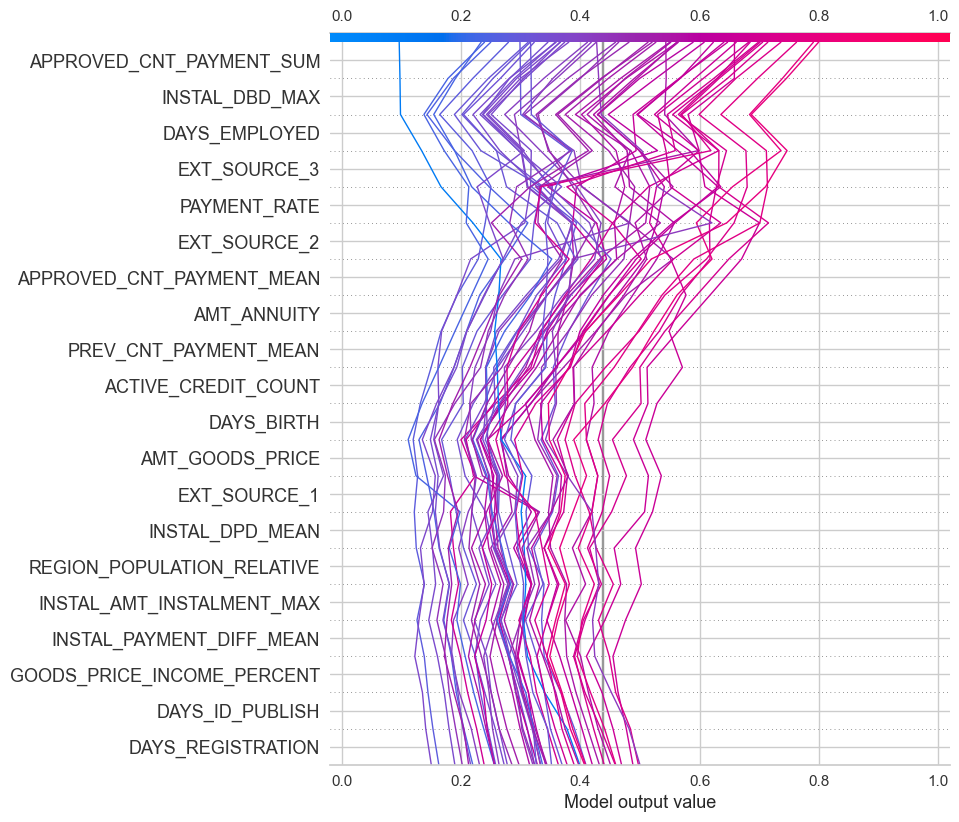 0.0 0.2 0.4 0.6 0.8 1.0
APPROVED_CNT_PAYMENT_SUM
INSTAL_DBD_MAX
DAYS_EMPLOYED
EXT_SOURCE_3
PAYMENT_RATE
EXT_SOURCE_2
APPROVED_CNT_PAYMENT_MEAN
AMT_ANNUITY
PREV_CNT_PAYMENT_MEAN
ACTIVE_CREDIT_COUNT
DAYS_BIRTH
AMT_GOODS_PRICE
EXT_SOURCE_1
INSTAL_DPD_MEAN
REGION_POPULATION_RELATIVE
INSTAL_AMT_INSTALMENT_MAX
INSTAL_PAYMENT_DIFF_MEAN
GOODS_PRICE_INCOME_PERCENT
DAYS_ID_PUBLISH
DAYS_REGISTRATION
0.0 0.2 0.4 0.6 0.8 1.0
Model output value